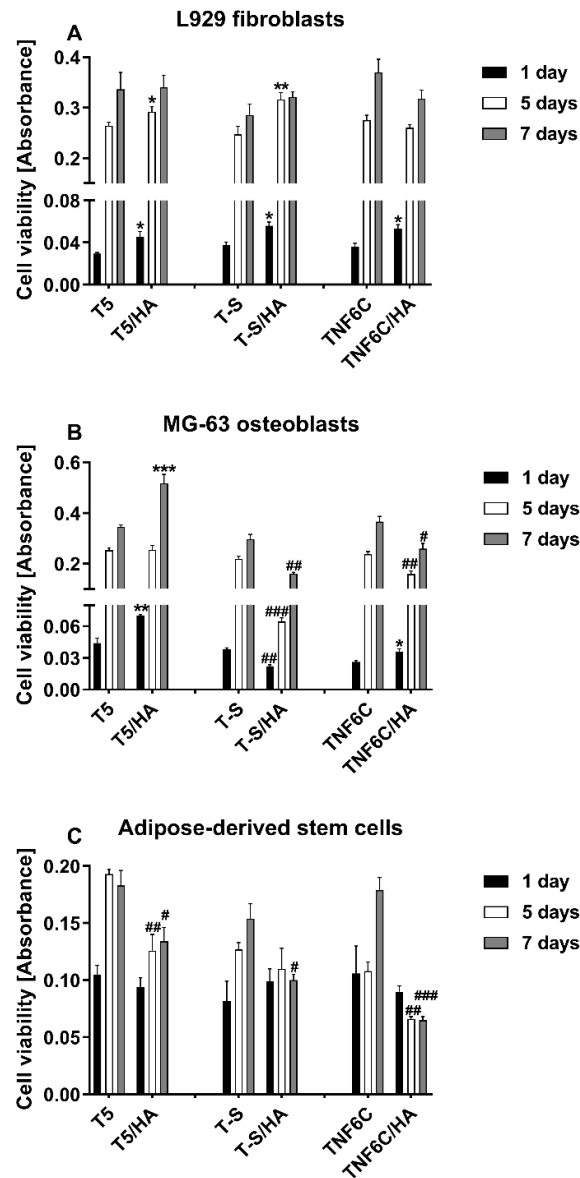 L929 fibroblasts
A
Cell viability [Absorbance]
0.4
0.3
0.2
0.08
0.04
0.00
*
*
**
*
*
1 day
5 days
7 days
T5
T5/HA
T-S
T-S/HA
TNF6C
TNF6C/HA
MG-63 osteoblasts
B
Cell viability [Absorbance]
0.6
0.4
0.2
0.06
0.03
0.00
***
**
##
###
##
#
##
*
1 day
5 days
7 days
T5
T5/HA
T-S
T-S/HA
TNF6C
TNF6C/HA
Adipose-derived stem cells
C
Cell viability [Absorbance]
0.20
0.15
0.10
0.05
0.00
#
##
#
###
##
1 day
5 days
7 days
T5
T5/HA
T-S
T-S/HA
TNF6C
TNF6C/HA